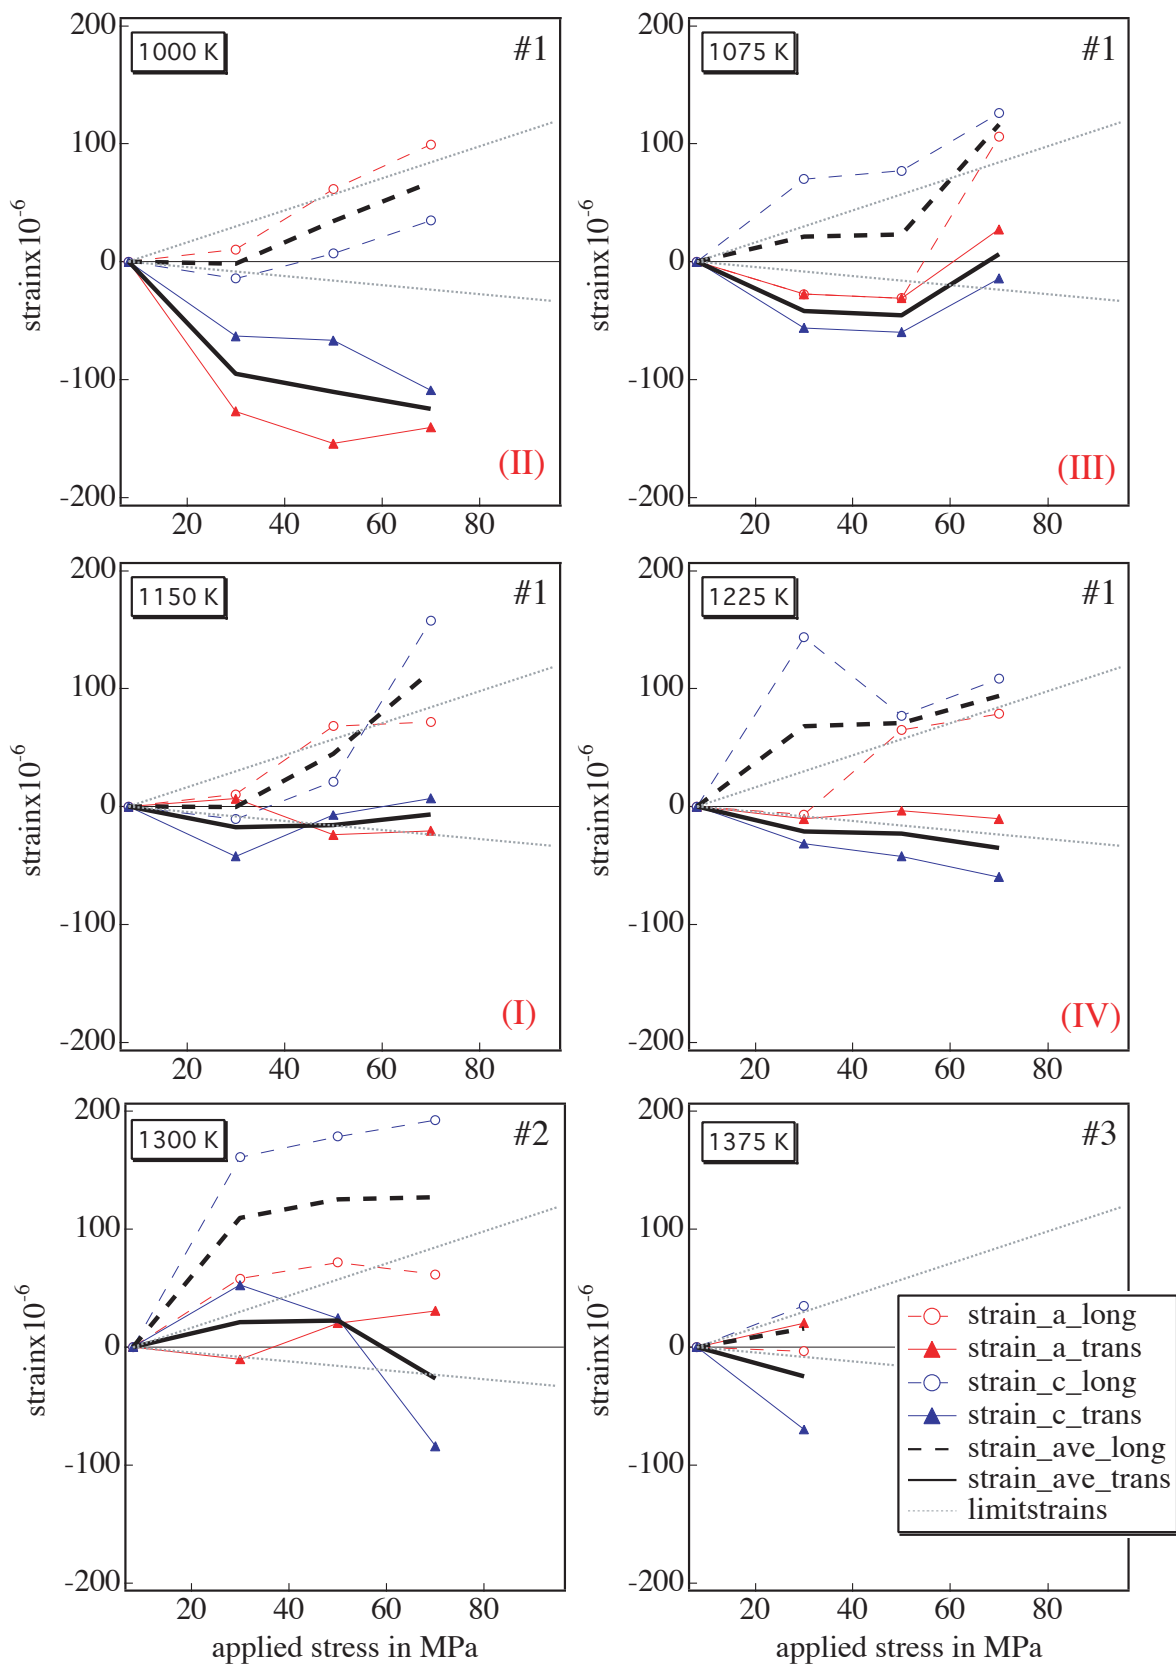 1000 K #1
200
100
0
-100
-200
strainx10-6
(II)
20 40 60 80
1075 K #1
200
100
0
-100
-200
strainx10-6
(III)
20 40 60 80
1150 K #1
200
100
0
-100
-200
strainx10-6
(I)
20 40 60 80
1225 K #1
200
100
0
-100
-200
strainx10-6
(IV)
20 40 60 80
1300 K #2
200
100
0
-100
-200
strainx10-6
20 40 60 80
applied stress in MPa
1375 K #3
200
100
0
-100
-200
strainx10-6
strain_a_long
strain_a_trans
strain_c_long
strain_c_trans
strain_ave_long
strain_ave_trans
limitstrains
20 40 60 80
applied stress in MPa